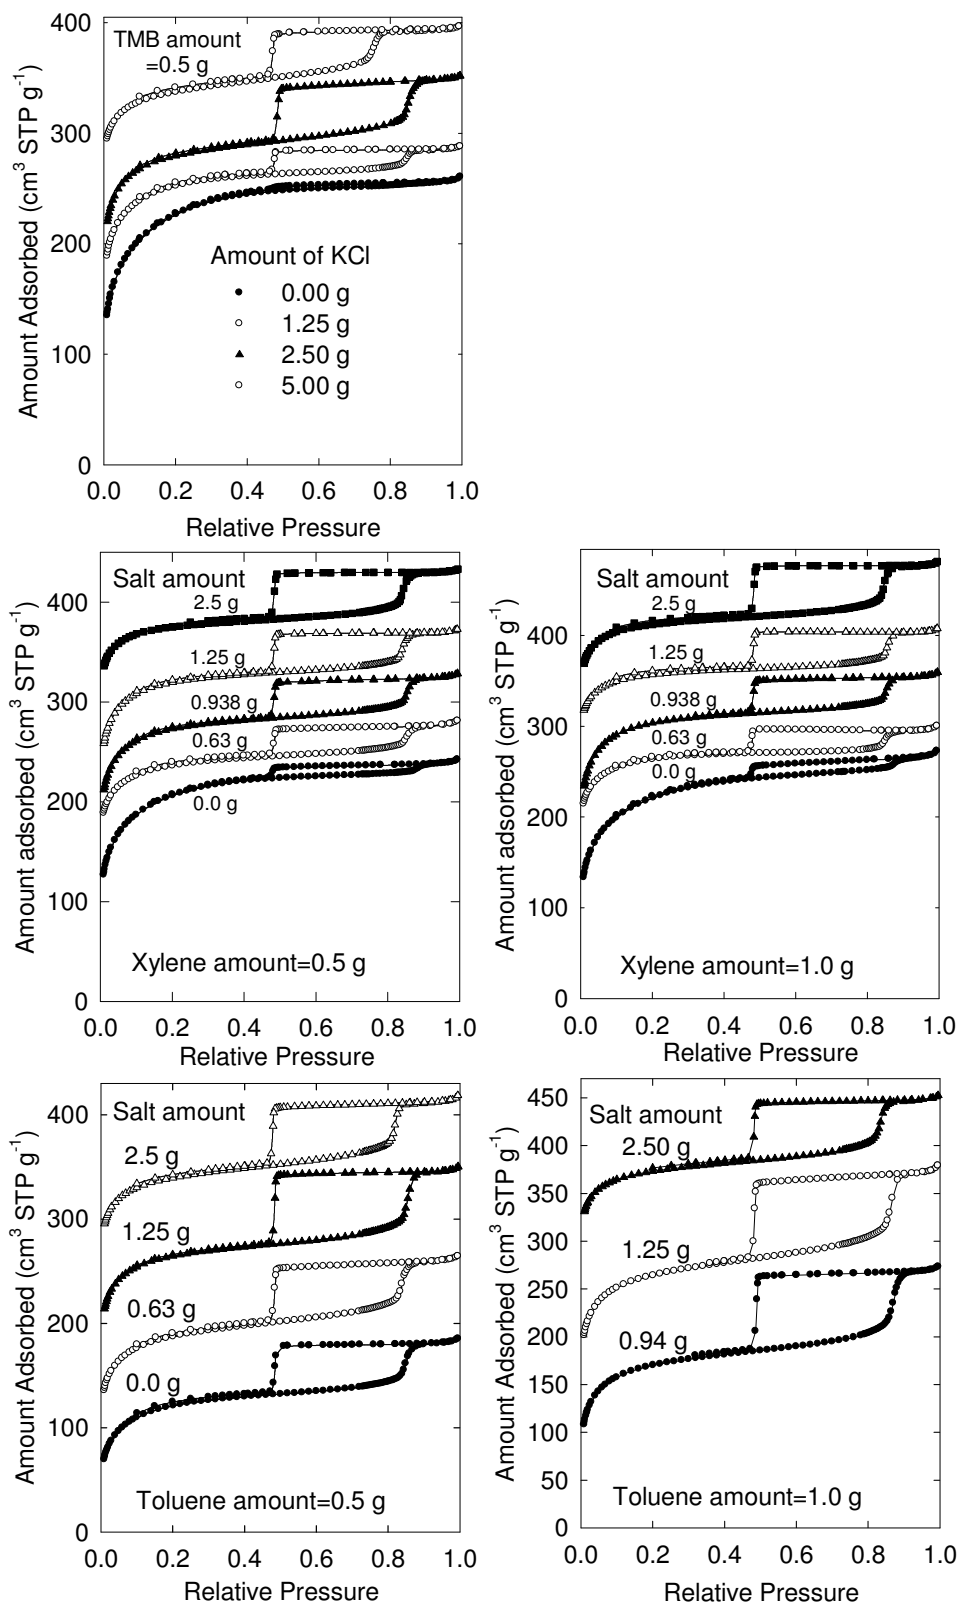 TMB amount
=0.5 g
Amount of KCl
0.00 g
1.25 g
2.50 g
5.00 g
400
300
200
100
0
0.0 0.2 0.4 0.6 0.8 1.0
Relative Pressure
Amount Adsorbed (cm³ STP g⁻¹)
Salt amount
2.5 g
1.25 g
0.938 g
0.63 g
0.0 g
Xylene amount=0.5 g
400
300
200
100
0
0.0 0.2 0.4 0.6 0.8 1.0
Relative Pressure
Amount adsorbed (cm³ STP g⁻¹)
Salt amount
2.5 g
1.25 g
0.938 g
0.63 g
0.0 g
Xylene amount=1.0 g
400
300
200
100
0
0.0 0.2 0.4 0.6 0.8 1.0
Relative Pressure
Amount adsorbed (cm³ STP g⁻¹)
Salt amount
2.5 g
1.25 g
0.63 g
0.0 g
Toluene amount=0.5 g
400
300
200
100
0
0.0 0.2 0.4 0.6 0.8 1.0
Relative Pressure
Amount Adsorbed (cm³ STP g⁻¹)
Salt amount
2.50 g
1.25 g
0.94 g
Toluene amount=1.0 g
450
400
350
300
250
200
150
100
50
0
0.0 0.2 0.4 0.6 0.8 1.0
Relative Pressure
Amount Adsorbed (cm³ STP g⁻¹)